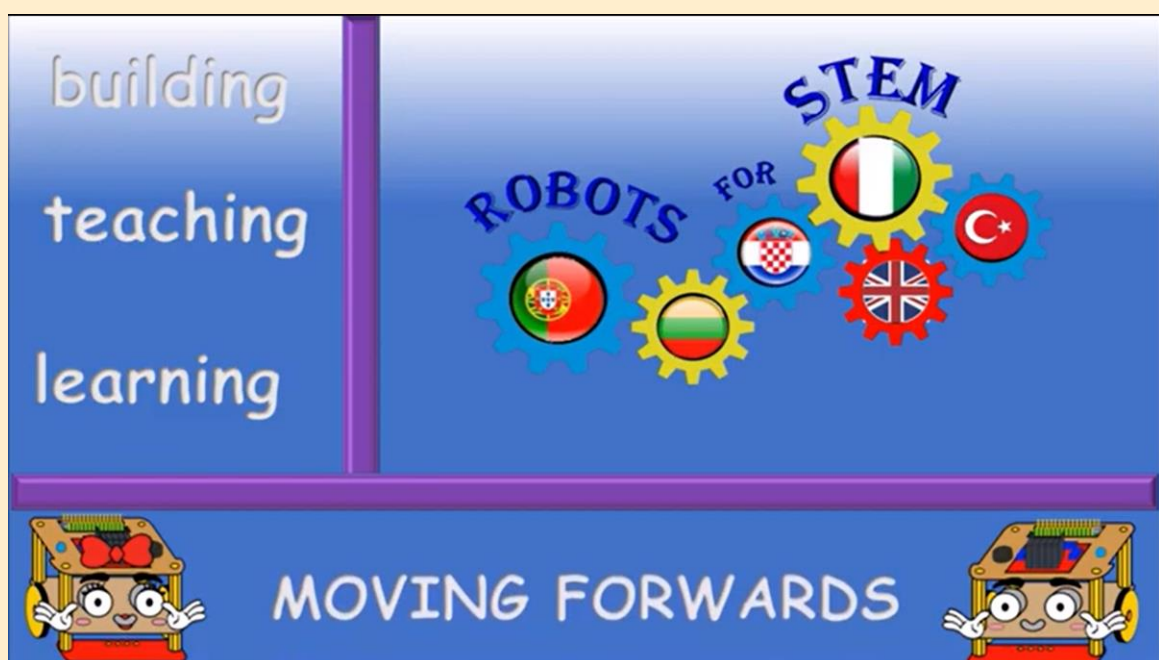 building
teaching
learning
ROBOTS FOR STEM
MOVING FORWARDS